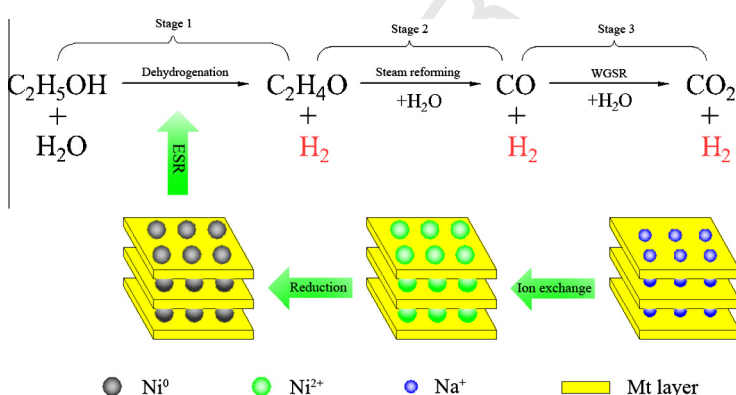 Stage 1 Stage 2 Stage 3
C₂H₅OH Dehydrogenation C₂H₄O Steam reforming CO WGSR CO₂
+ + +H₂O + +H₂O +
H₂O H₂ H₂ H₂
ESR
Reduction Ion exchange
Ni⁰ Ni²⁺ Na⁺ Mt layer